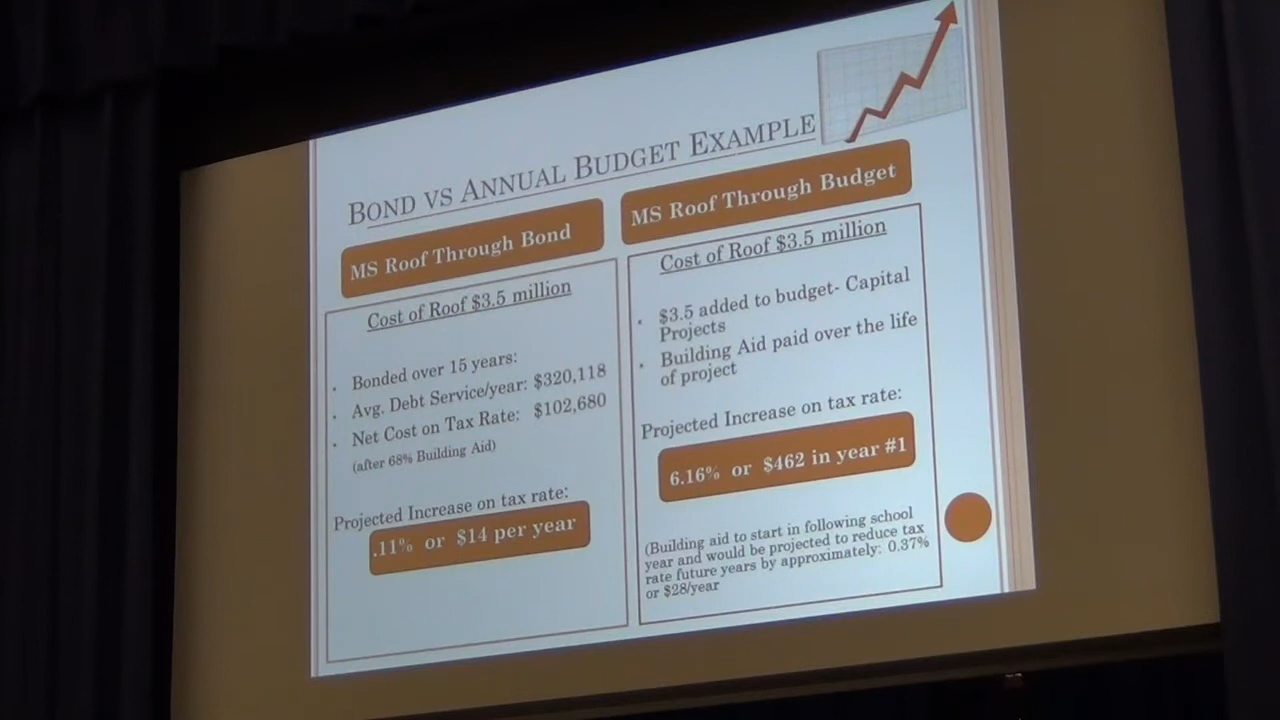 BOND VS ANNUAL BUDGET EXAMPLE
MS Roof Through Bond
Cost of Roof $3.5 million
• Bonded over 15 years:
• Avg. Debt Service/year: $320,118
• Net Cost on Tax Rate: $102,680
(after 68% Building Aid)
Projected Increase on tax rate:
.11% or $14 per year
MS Roof Through Budget
Cost of Roof $3.5 million
• $3.5 added to budget- Capital
Projects
• Building Aid paid over the life
of project
Projected Increase on tax rate:
6.16% or $462 in year #1
(Building aid to start in following school
year and would be projected to reduce tax
rate future years by approximately: 0.37%
or $28/year